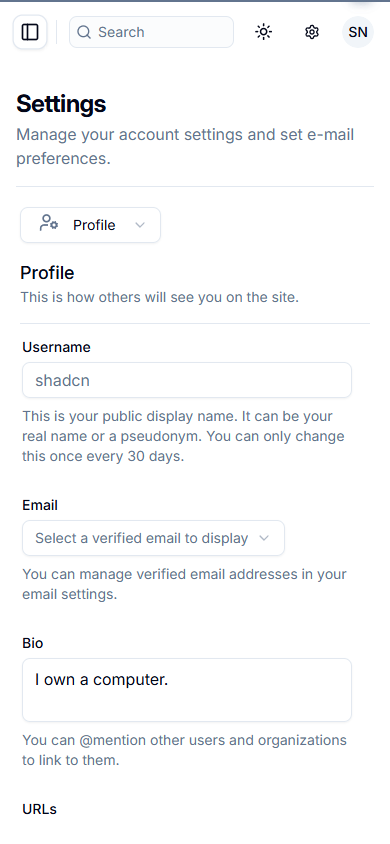 Search
SN
Settings
Manage your account settings and set e-mail
preferences.
Profile
Profile
This is how others will see you on the site.
Username
shadcn
This is your public display name. It can be your
real name or a pseudonym. You can only change
this once every 30 days.
Email
Select a verified email to display
You can manage verified email addresses in your
email settings.
Bio
I own a computer.
You can @mention other users and organizations
to link to them.
URLs